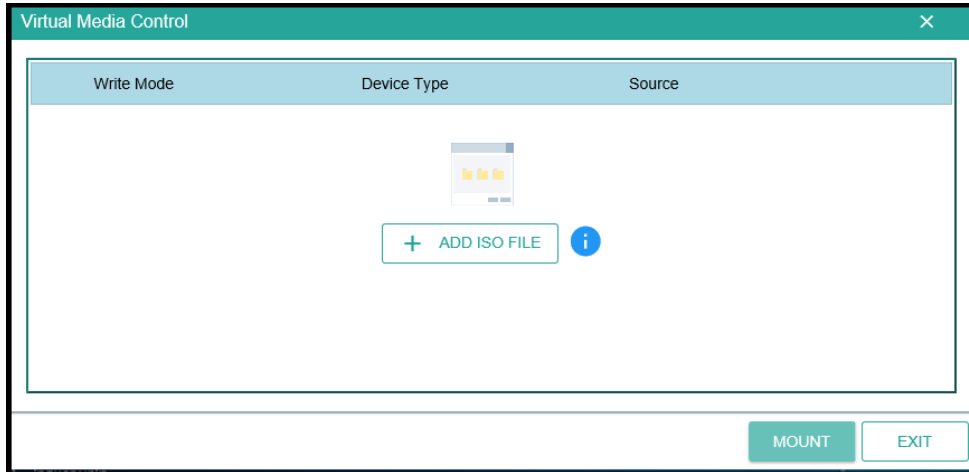 Virtual Media Control
Write Mode Device Type Source
ADD ISO FILE
MOUNT EXIT